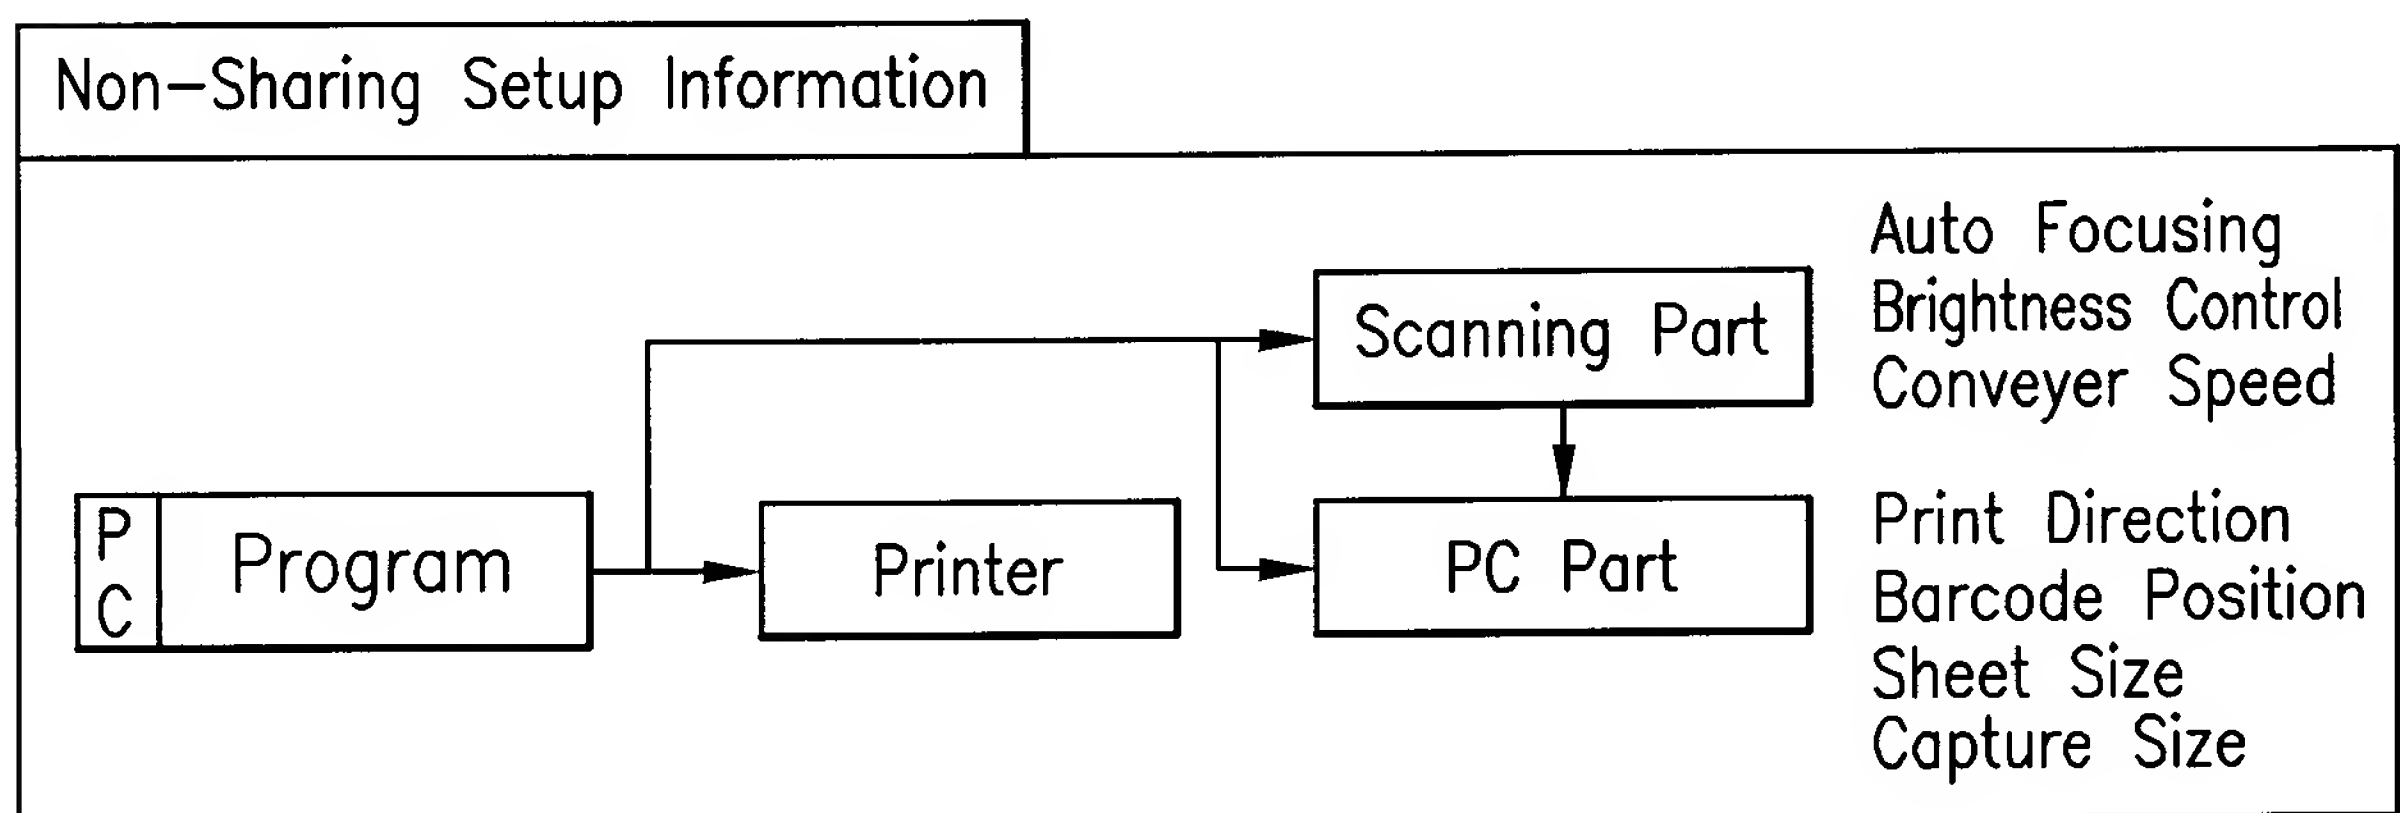 Non-Sharing Setup Information
Auto Focusing
Brightness Control
Conveyer Speed
Scanning Part
P
C
Program
Printer
PC Part
Print Direction
Barcode Position
Sheet Size
Capture Size